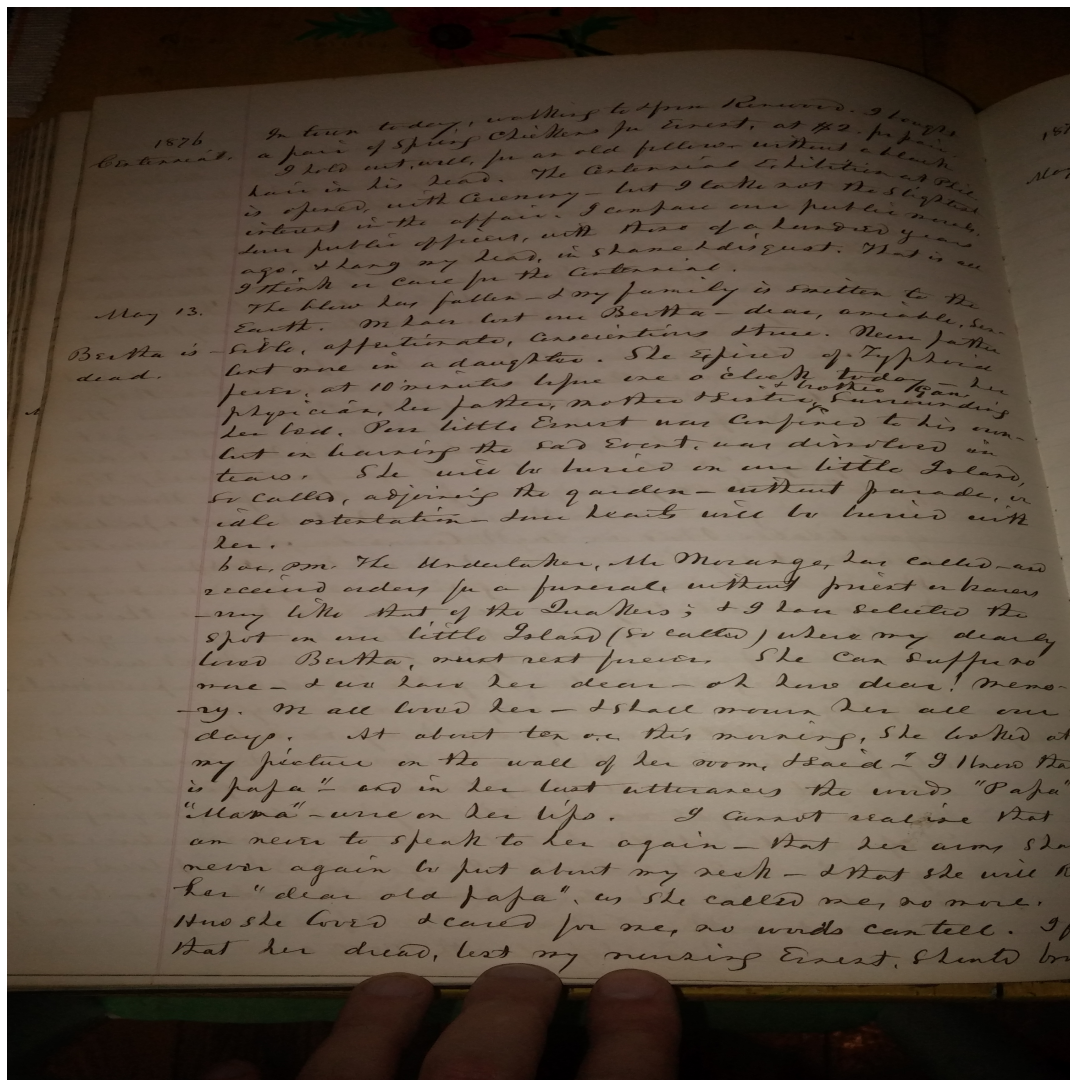 1876
Centennial.
In town today, walking to & from Kenwood. I bought
a pair of Spring Chickens for Ernest, at $2. pr pair.
I hold out, well, for an old fellow without a black
hair in his head. The Centennial Exhibition at Phil.
is opened, with Ceremony – but I take not the Slightest
interest in the affair. I compare our public morals,
& our public officers, with those of a hundred years
ago, & hang my head, in Shame & disgust. That is all
I think or care for the Centennial.
May 13.
The blow has fallen – & my family is smitten to the
Bertha is
dead.
Earth. We have lost our Bertha – dear, amiable, sen-
sible, affectionate, conscientious & true. Never father
lost more in a daughter. She Expired of Typhoid
fever, at 10 minutes before one o'clock today – her
physician, her father, mother & Sister, & brother Surrounding
her bed. Poor little Ernest was Confined to his own –
but on learning the Sad Event, was dissolved in
tears. She will be buried on our little Island,
so called, adjoining the garden – without parade, or
idle ostentation – & our hearts will be buried with
her.
P.M. The Undertaker, Mr Morange, has called – and
received orders for a funeral, without priest or bearers
– my like that of the Quakers; & I have Selected the
Spot on our little Island (so called) where my dearly
loved Bertha, must rest forever. She can suffer no
more – & we have her dear – oh how dear! memo-
-ry. We all loved her – & shall mourn her all our
days. At about ten o.c. this morning, She looked at
my picture on the wall of her room, & said – "I know that
is papa" – and in her last utterances the words "Papa"
"Mama" – were on her lips. I cannot realise that
am never to speak to her again – that her arms
never again to put about my neck – & that she will
her "dear old papa", as She called me, no more.
How she loved & cared for me, no words can tell.
that her dread, lest my nursing Ernest, Should